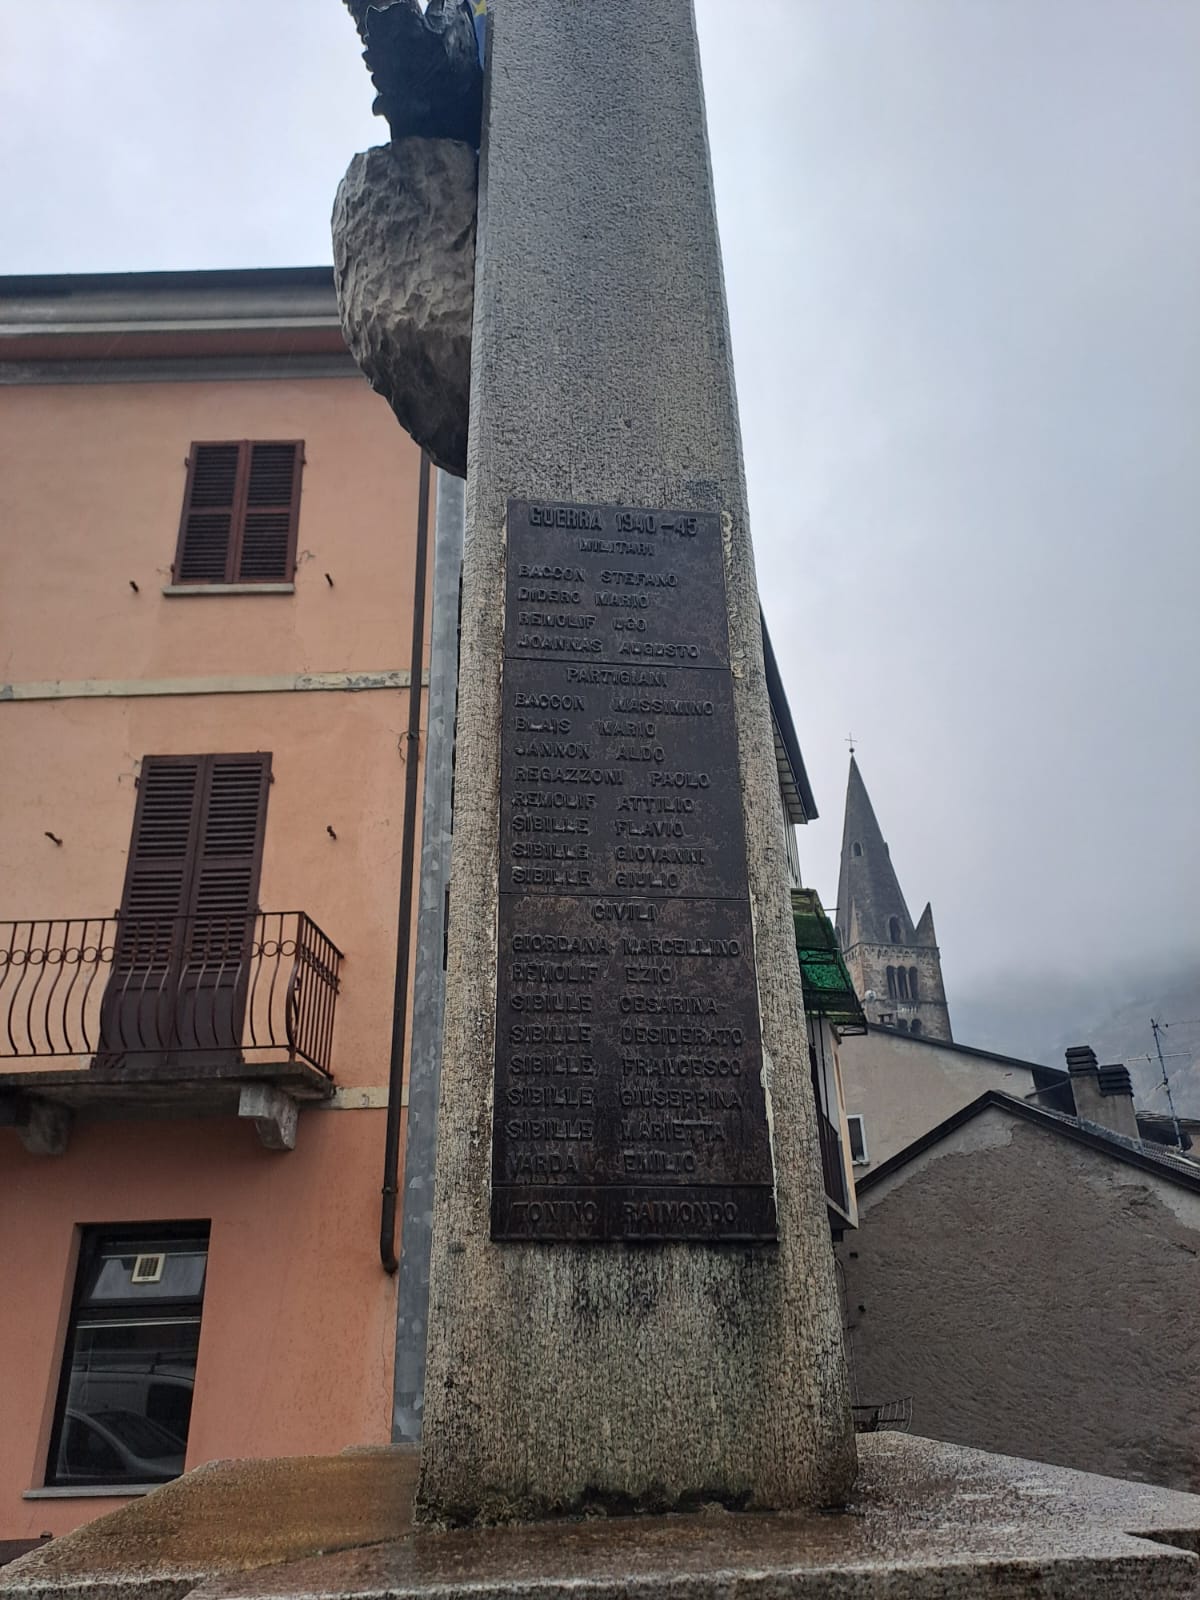 GUERRA 1940-45
MILITARI
BACCON STEFANO
DIDERO MARIO
REMOLIF UGO
JOANNAS AUGUSTO
PARTIGIANI
BACCON MASSIMINO
BLAIS MARIO
JANNON ALDO
REGAZZONI PAOLO
REMOLIF ATTILIO
SIBILLE FLAVIO
SIBILLE GIOVANNI
SIBILLE GIULIO
CIVILI
GIORDANA MARCELLINO
REMOLIF EZIO
SIBILLE CESARINA
SIBILLE DESIDERATO
SIBILLE FRANCESCO
SIBILLE GIUSEPPINA
SIBILLE MARIETTA
VARDA EMILIO
TONINO RAIMONDO